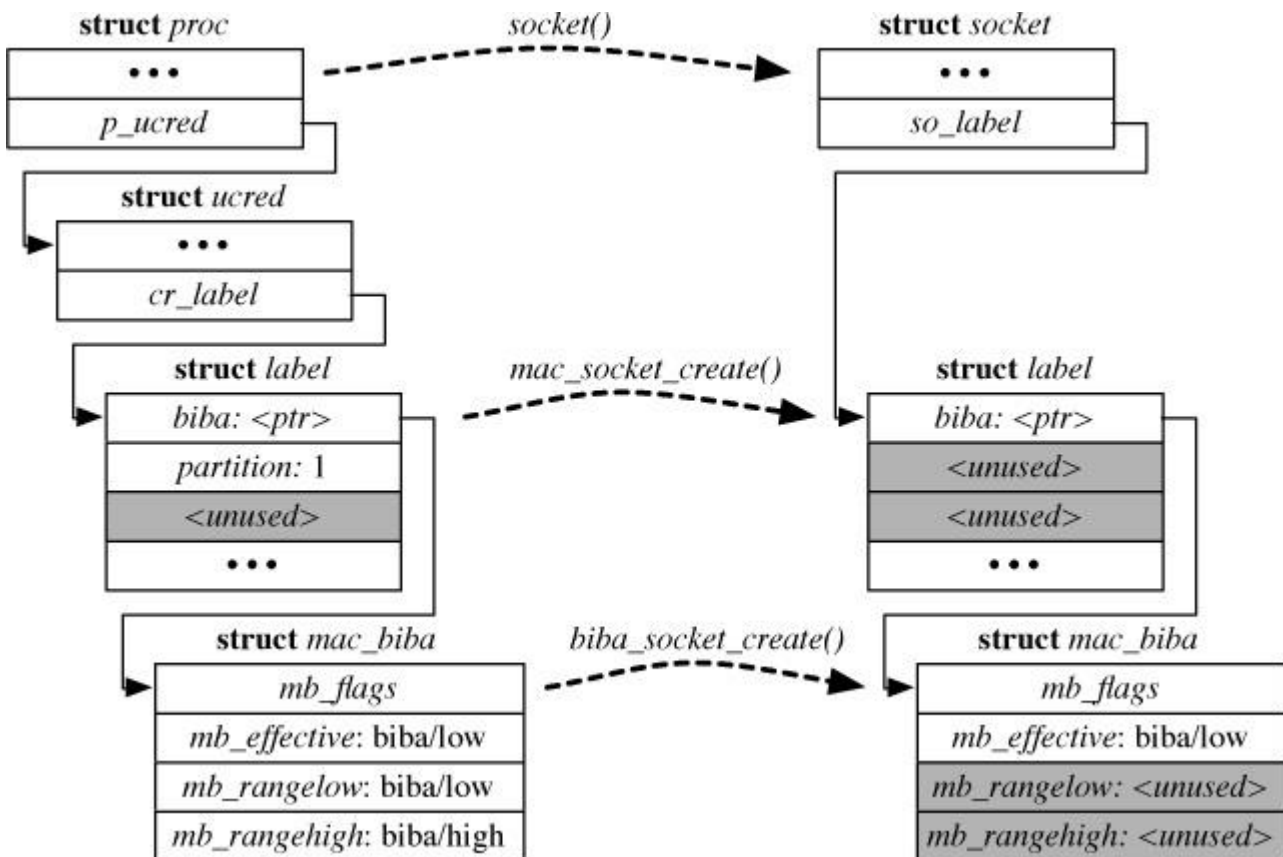 struct proc
socket()
struct socket
•••
•••
p_ucred
so_label
struct ucred
•••
cr_label
struct label
mac_socket_create()
struct label
biba: <ptr>
biba: <ptr>
partition: 1
<unused>
<unused>
<unused>
•••
•••
struct mac_biba
biba_socket_create()
struct mac_biba
mb_flags
mb_flags
mb_effective: biba/low
mb_effective: biba/low
mb_rangelow: biba/low
mb_rangelow: <unused>
mb_rangehigh: biba/high
mb_rangehigh: <unused>